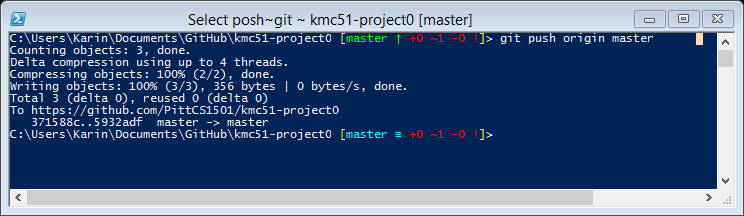 Select posh~git ~ kmc51-project0 [master]
C:\Users\Karin\Documents\GitHub\kmc51-project0 [master ↑ +0 ~1 -0 !]> git push origin master
Counting objects: 3, done.
Delta compression using up to 4 threads.
Compressing objects: 100% (2/2), done.
Writing objects: 100% (3/3), 356 bytes | 0 bytes/s, done.
Total 3 (delta 0), reused 0 (delta 0)
To https://github.com/PittCS1501/kmc51-project0
   371588c..5932adf  master -> master
C:\Users\Karin\Documents\GitHub\kmc51-project0 [master ≡ +0 ~1 -0 !]>